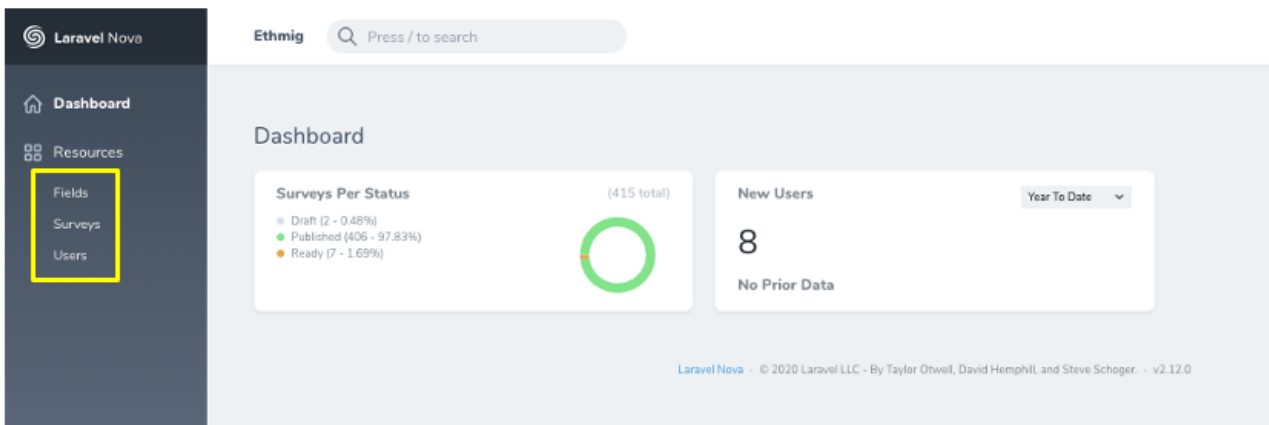 Laravel Nova
Ethmig
Press / to search
Dashboard
Resources
Fields
Surveys
Users
Dashboard
Surveys Per Status
(415 total)
Draft (2 - 0.48%)
Published (406 - 97.83%)
Ready (7 - 1.69%)
New Users
Year To Date
8
No Prior Data
Laravel Nova · © 2020 Laravel LLC - By Taylor Otwell, David Hemphill, and Steve Schoger. · v2.12.0